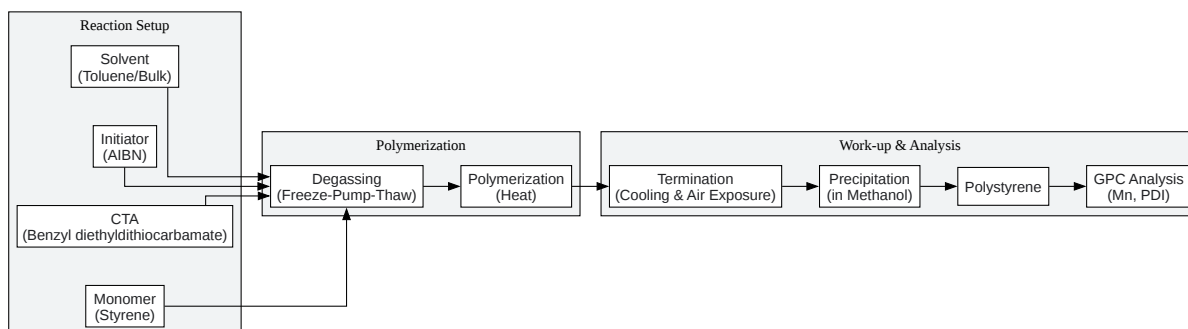 Reaction Setup
Solvent
(Toluene/Bulk)
Initiator
(AIBN)
CTA
(Benzyl diethyldithiocarbamate)
Monomer
(Styrene)
Polymerization
Degassing
(Freeze-Pump-Thaw)
Polymerization
(Heat)
Work-up & Analysis
Termination
(Cooling & Air Exposure)
Precipitation
(in Methanol)
Polystyrene
GPC Analysis
(Mn, PDI)